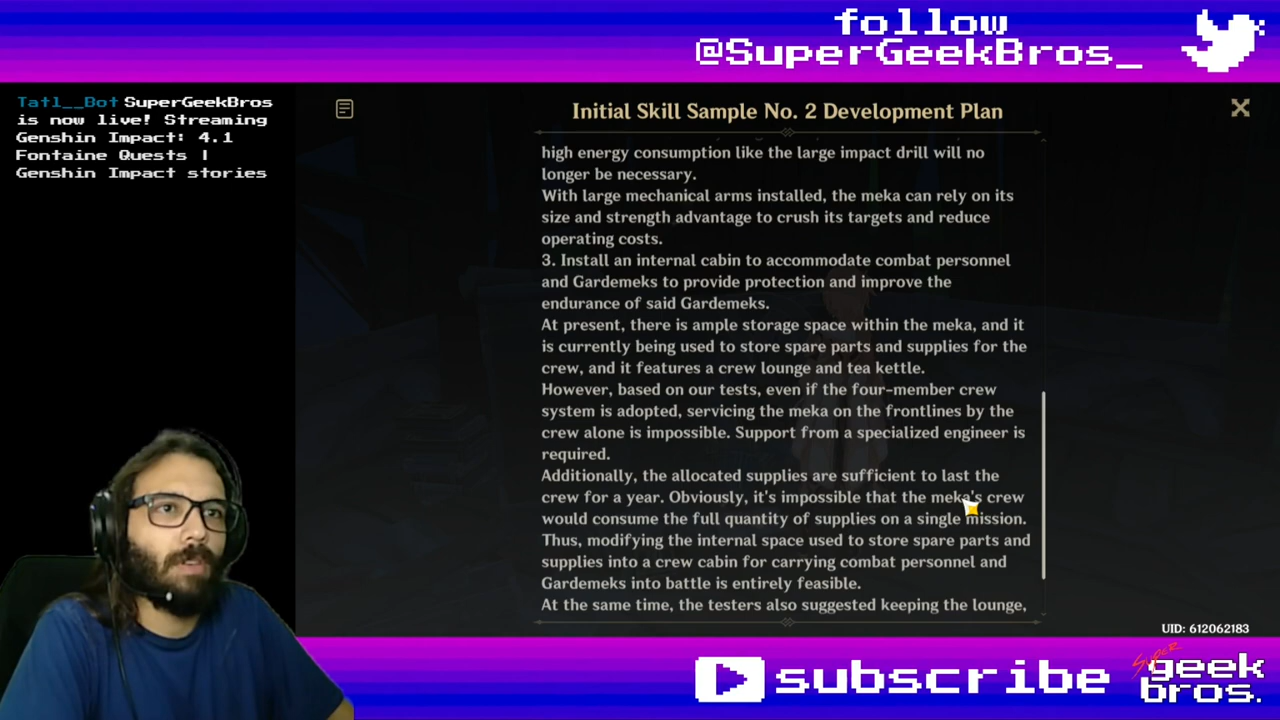 follow
@SuperGeekBros_
Tatl__Bot SuperGeekBros
is now live! Streaming
Genshin Impact: 4.1
Fontaine Quests |
Genshin Impact stories
Initial Skill Sample No. 2 Development Plan
high energy consumption like the large impact drill will no
longer be necessary.
With large mechanical arms installed, the meka can rely on its
size and strength advantage to crush its targets and reduce
operating costs.
3. Install an internal cabin to accommodate combat personnel
and Gardemeks to provide protection and improve the
endurance of said Gardemeks.
At present, there is ample storage space within the meka, and it
is currently being used to store spare parts and supplies for the
crew, and it features a crew lounge and tea kettle.
However, based on our tests, even if the four-member crew
system is adopted, servicing the meka on the frontlines by the
crew alone is impossible. Support from a specialized engineer is
required.
Additionally, the allocated supplies are sufficient to last the
crew for a year. Obviously, it's impossible that the meka's crew
would consume the full quantity of supplies on a single mission.
Thus, modifying the internal space used to store spare parts and
supplies into a crew cabin for carrying combat personnel and
Gardemeks into battle is entirely feasible.
At the same time, the testers also suggested keeping the lounge,
UID: 612062183
subscribe
super
geek
bros.